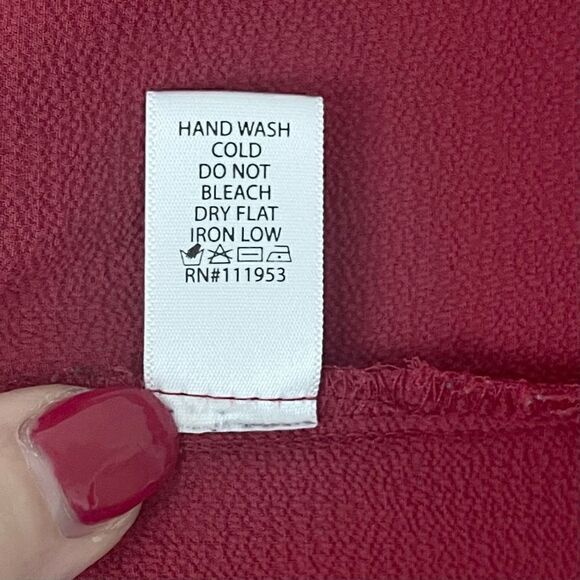 HAND WASH
COLD
DO NOT
BLEACH
DRY FLAT
IRON LOW
RN#111953